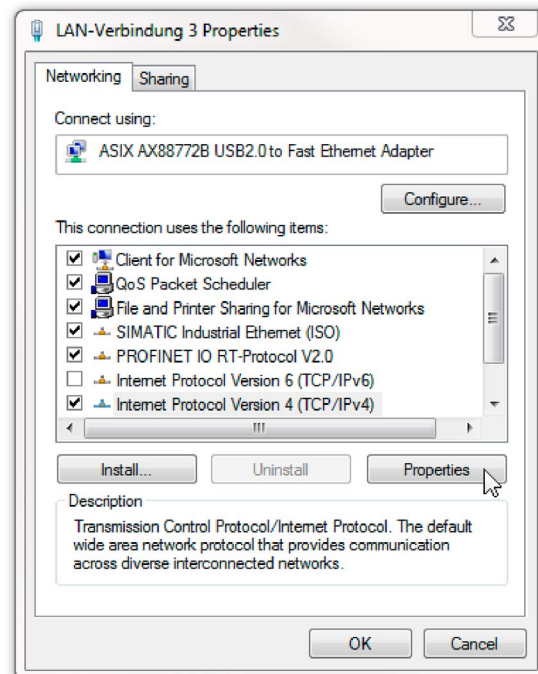 LAN-Verbindung 3 Properties
Networking
Sharing
Connect using:
ASIX AX88772B USB2.0 to Fast Ethernet Adapter
Configure...
This connection uses the following items:
Client for Microsoft Networks
QoS Packet Scheduler
File and Printer Sharing for Microsoft Networks
SIMATIC Industrial Ethernet (ISO)
PROFINET IO RT-Protocol V2.0
Internet Protocol Version 6 (TCP/IPv6)
Internet Protocol Version 4 (TCP/IPv4)
Install...
Uninstall
Properties
Description
Transmission Control Protocol/Internet Protocol. The default
wide area network protocol that provides communication
across diverse interconnected networks.
OK
Cancel